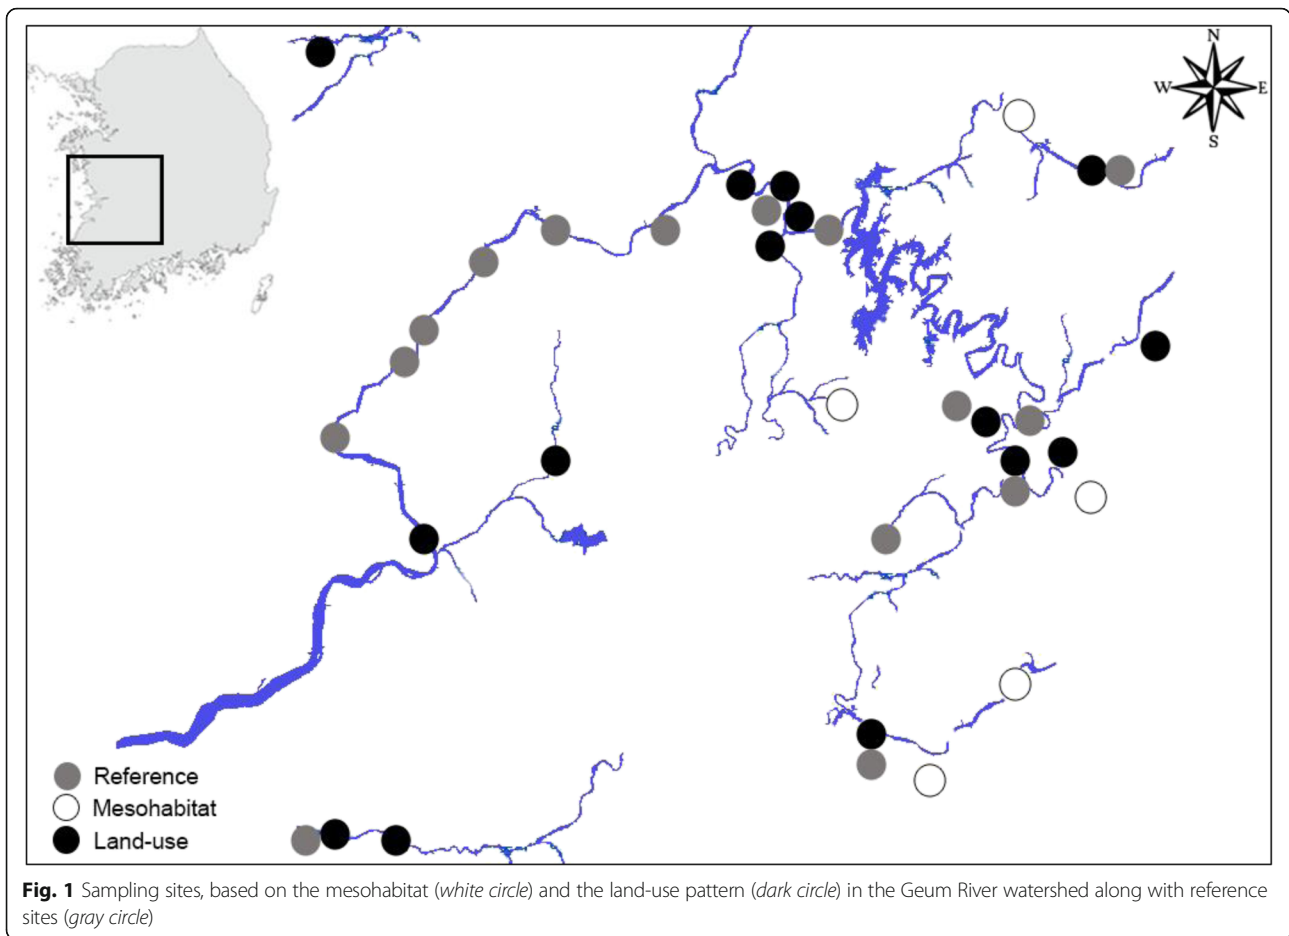 N
W E
S
Reference
Mesohabitat
Land-use
Fig. 1 Sampling sites, based on the mesohabitat (white circle) and the land-use pattern (dark circle) in the Geum River watershed along with reference
sites (gray circle)